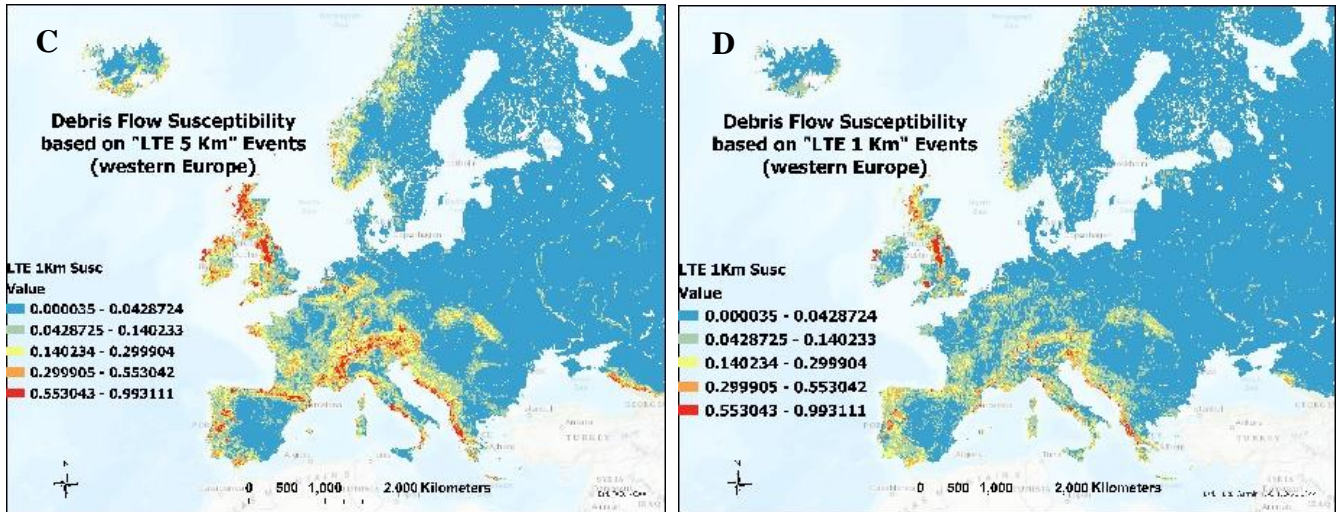 C
Debris Flow Susceptibility
based on "LTE 5 Km" Events
(western Europe)
LTE 1Km Susc
Value
0.000035 - 0.0428724
0.0428725 - 0.140233
0.140234 - 0.299904
0.299905 - 0.553042
0.553043 - 0.993111
N
0 500 1,000 2,000 Kilometers
TURKEY
D
Debris Flow Susceptibility
based on "LTE 1 Km" Events
(western Europe)
LTE 1Km Susc
Value
0.000035 - 0.0428724
0.0428725 - 0.140233
0.140234 - 0.299904
0.299905 - 0.553042
0.553043 - 0.993111
N
0 500 1,000 2,000 Kilometers
TURKEY